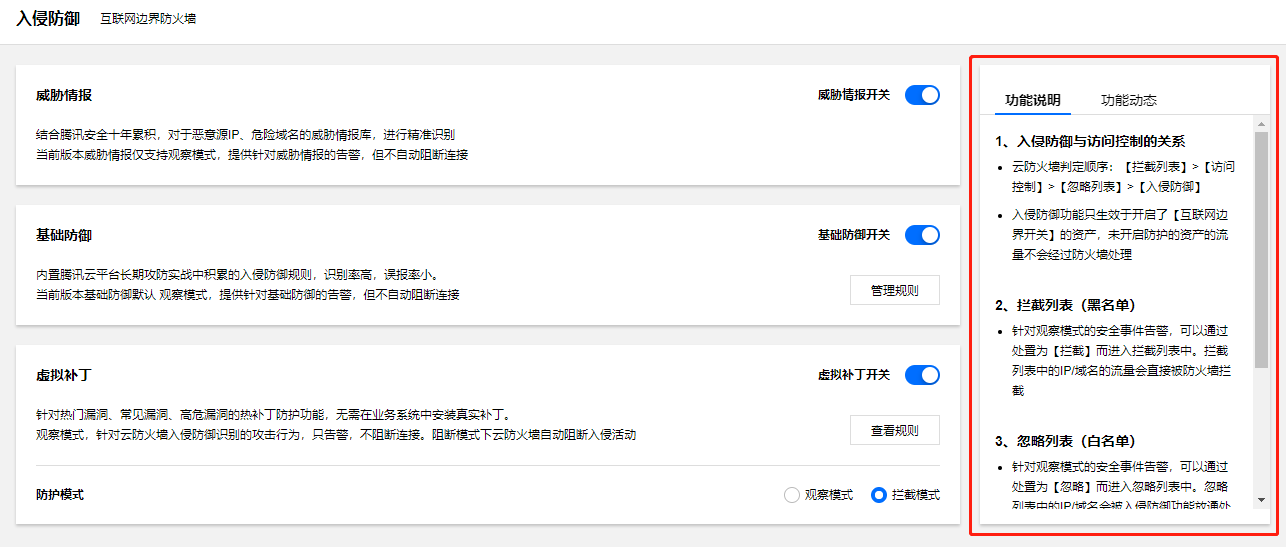 入侵防御 互联网边界防火墙
威胁情报 威胁情报开关
结合腾讯安全十年累积，对于恶意源IP、危险域名的威胁情报库，进行精准识别
当前版本威胁情报仅支持观察模式，提供针对威胁情报的告警，但不自动阻断连接
基础防御 基础防御开关
内置腾讯云平台长期攻防实战中积累的入侵防御规则，识别率高，误报率小。
当前版本基础防御默认 观察模式，提供针对基础防御的告警，但不自动阻断连接
管理规则
虚拟补丁 虚拟补丁开关
针对热门漏洞、常见漏洞、高危漏洞的热补丁防护功能，无需在业务系统中安装真实补丁。
观察模式，针对云防火墙入侵防御识别的攻击行为，只告警，不阻断连接。阻断模式下云防火墙自动阻断入侵活动
查看规则
防护模式 观察模式 拦截模式
功能说明 功能动态
1、入侵防御与访问控制的关系
• 云防火墙判定顺序：【拦截列表】>【访问
控制】>【忽略列表】>【入侵防御】
• 入侵防御功能只生效于开启了【互联网边
界开关】的资产，未开启防护的资产的流
量不会经过防火墙处理
2、拦截列表（黑名单）
• 针对观察模式的安全事件告警，可以通过
处置为【拦截】而进入拦截列表中。拦截
列表中的IP/域名的流量会直接被防火墙拦
截
3、忽略列表（白名单）
• 针对观察模式的安全事件告警，可以通过
处置为【忽略】而进入忽略列表中。忽略
列表中的IP/域名会被入侵防御功能放通处